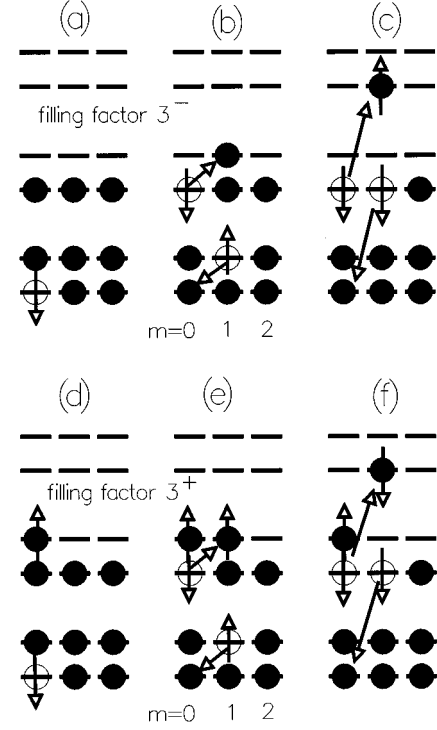 (a) (b) (c)
filling factor 3⁻
m=0 1 2
(d) (e) (f)
filling factor 3⁺
m=0 1 2